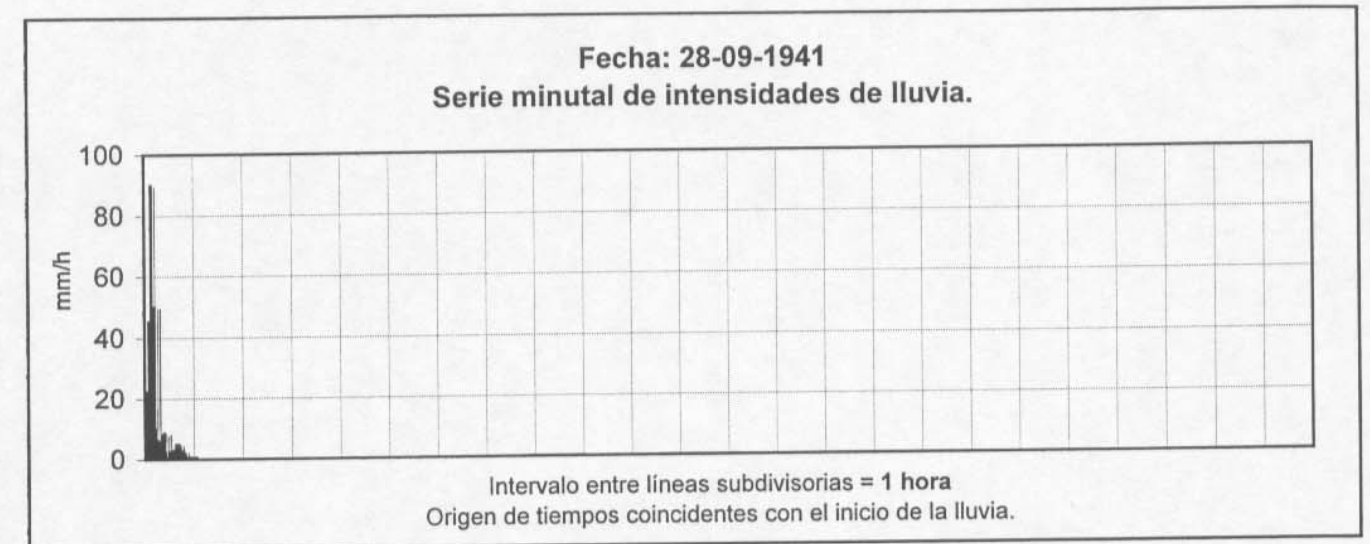 Fecha: 28-09-1941
Serie minutal de intensidades de lluvia.
100
80
60
40
20
0
mm/h
Intervalo entre líneas subdivisorias = 1 hora
Origen de tiempos coincidentes con el inicio de la lluvia.